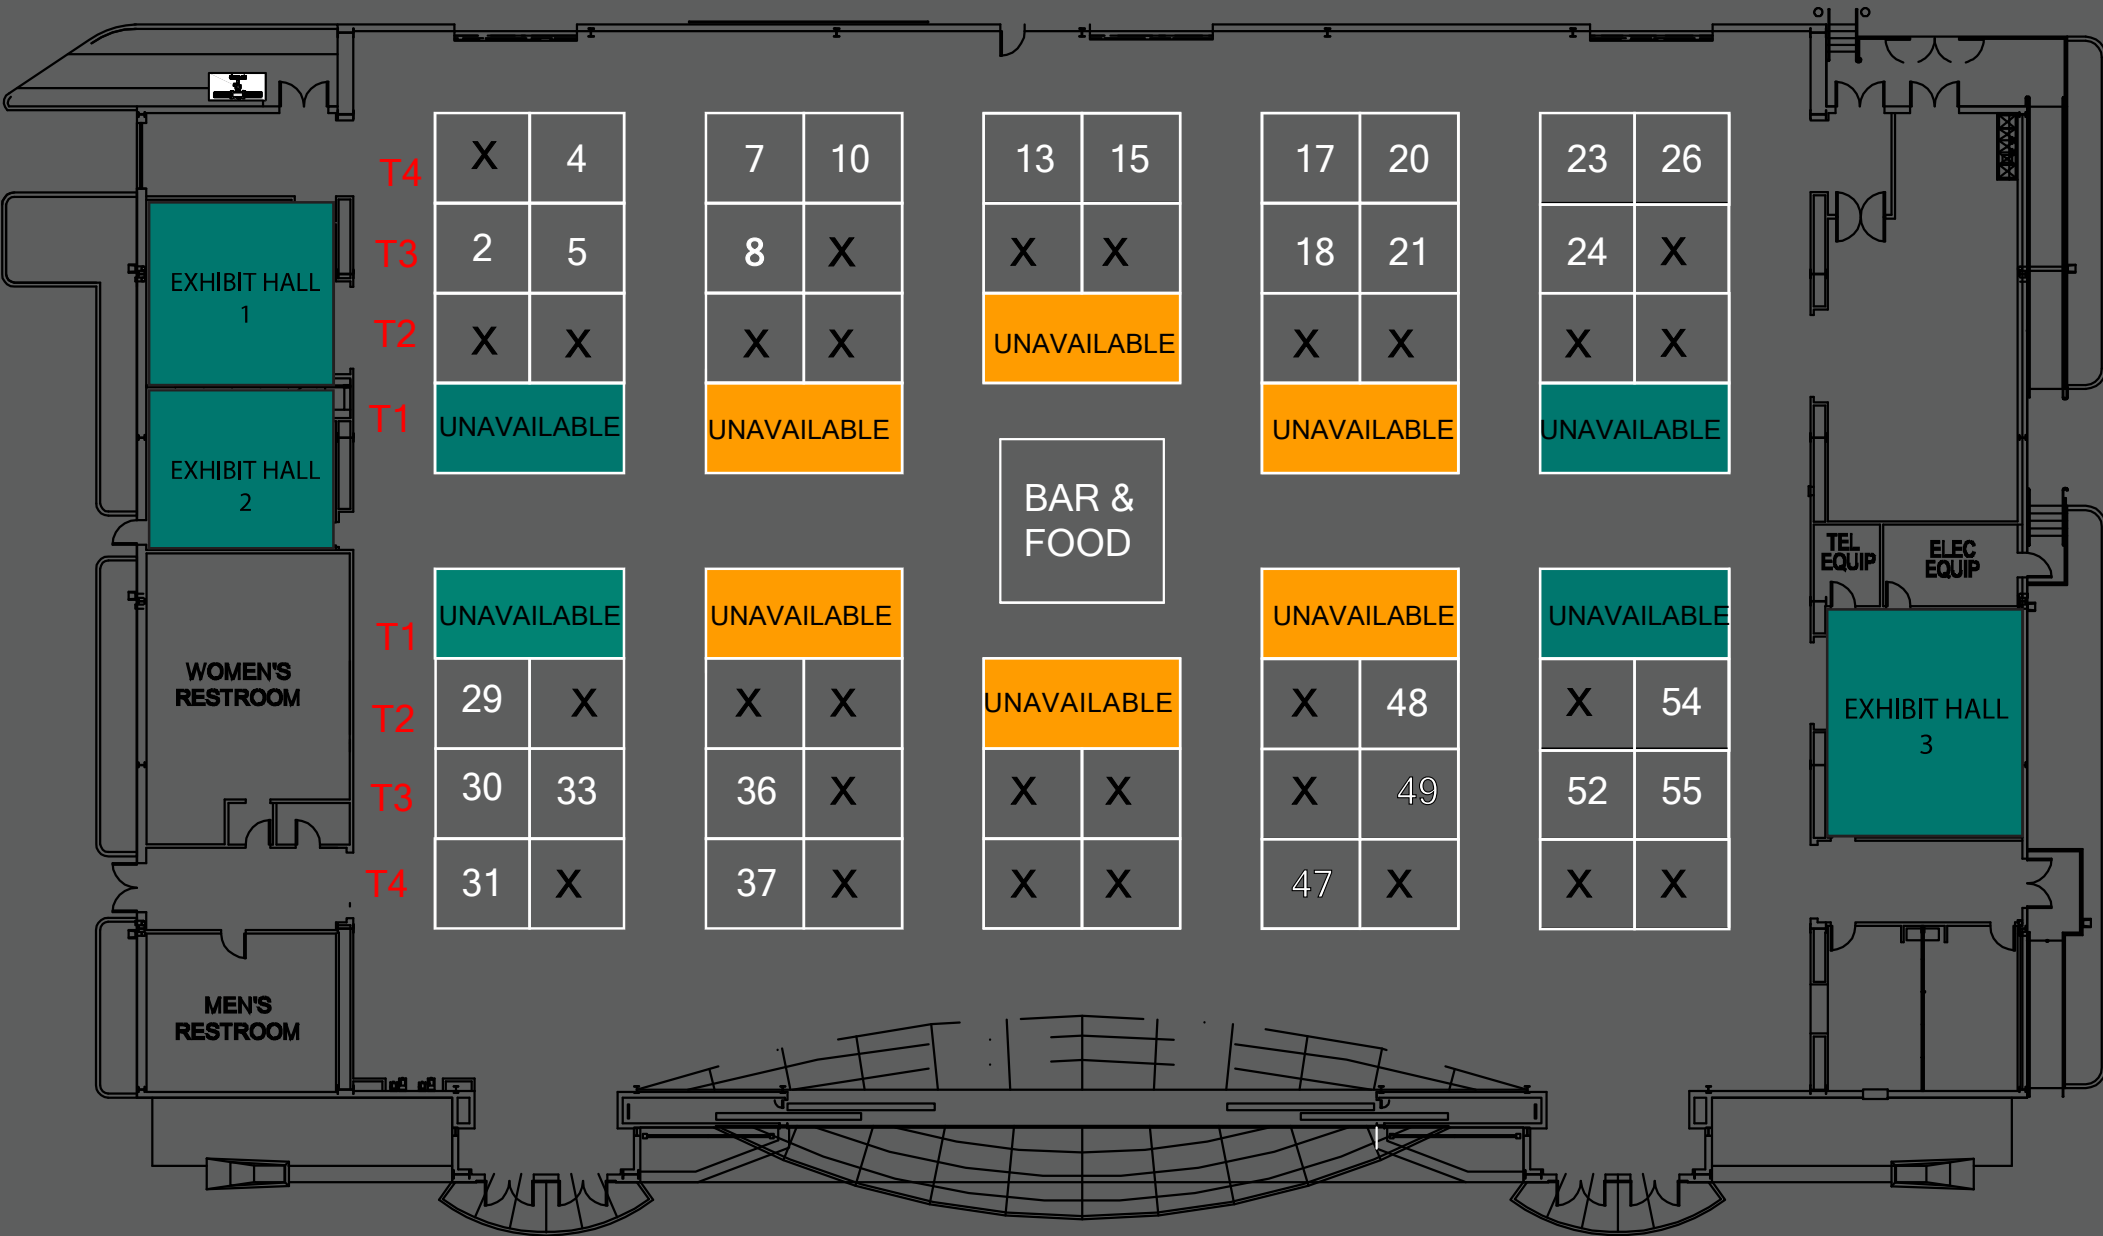 T4 X 4 7 10 13 15 17 20 23 26
T3 2 5 8 X X X 18 21 24 X
EXHIBIT HALL
1
T2 X X X X UNAVAILABLE X X X X
T1 UNAVAILABLE UNAVAILABLE UNAVAILABLE UNAVAILABLE
EXHIBIT HALL
2
BAR &
FOOD
TEL
EQUIP
ELEC
EQUIP
T1 UNAVAILABLE UNAVAILABLE UNAVAILABLE UNAVAILABLE
WOMEN'S
RESTROOM
T2 29 X X X UNAVAILABLE X 48 X 54
EXHIBIT HALL
3
T3 30 33 36 X X X X 49 52 55
T4 31 X 37 X X X 47 X X X
MEN'S
RESTROOM